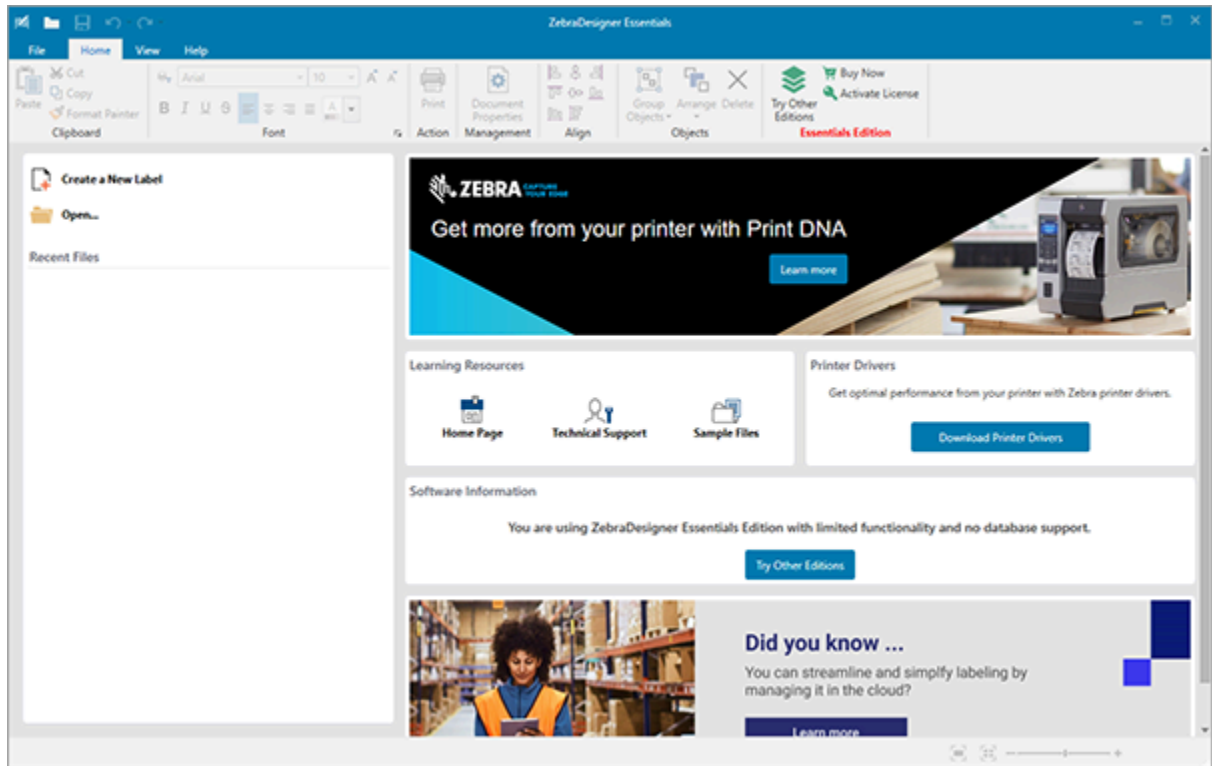 ZebraDesigner Essentials
File Home View Help
Paste
Cut
Copy
Format Painter
Clipboard
Arial 10
B I U S
Font
Print
Action
Document
Properties
Management
Align
Group
Objects
Arrange
Delete
Objects
Try Other
Editions
Buy Now
Activate License
Essentials Edition
Create a New Label
Open...
Recent Files
ZEBRA CAPTURE
YOUR EDGE
Get more from your printer with Print DNA
Learn more
Learning Resources
Home Page
Technical Support
Sample Files
Printer Drivers
Get optimal performance from your printer with Zebra printer drivers.
Download Printer Drivers
Software Information
You are using ZebraDesigner Essentials Edition with limited functionality and no database support.
Try Other Editions
Did you know ...
You can streamline and simplfy labeling by
managing it in the cloud?
Learn more